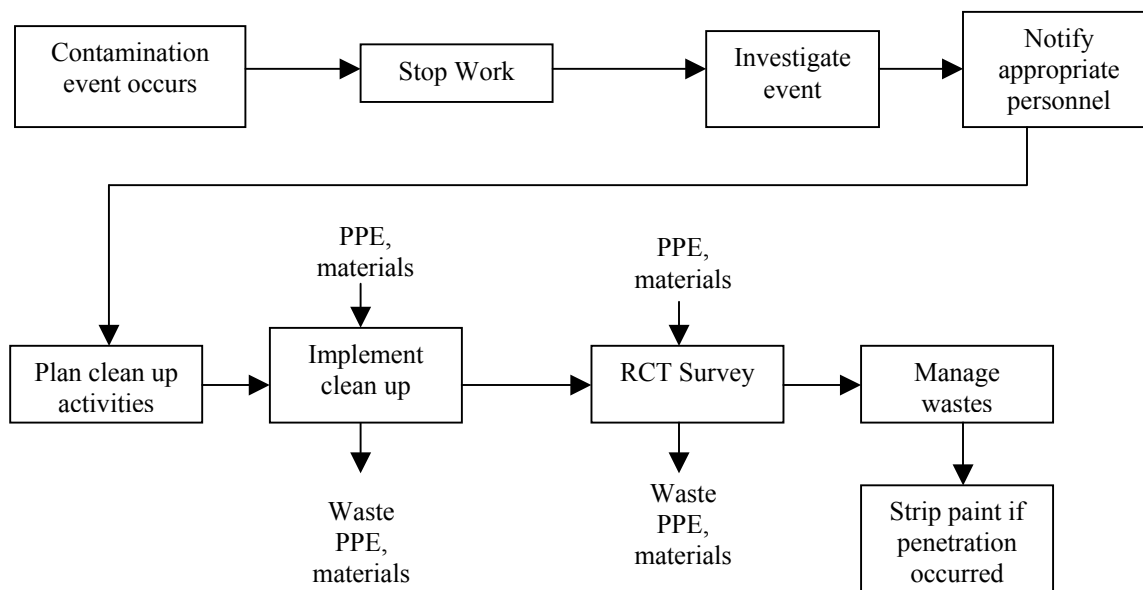 Contamination
event occurs
Stop Work
Investigate
event
Notify
appropriate
personnel
PPE,
materials
PPE,
materials
Plan clean up
activities
Implement
clean up
RCT Survey
Manage
wastes
Waste
PPE,
materials
Waste
PPE,
materials
Strip paint if
penetration
occurred